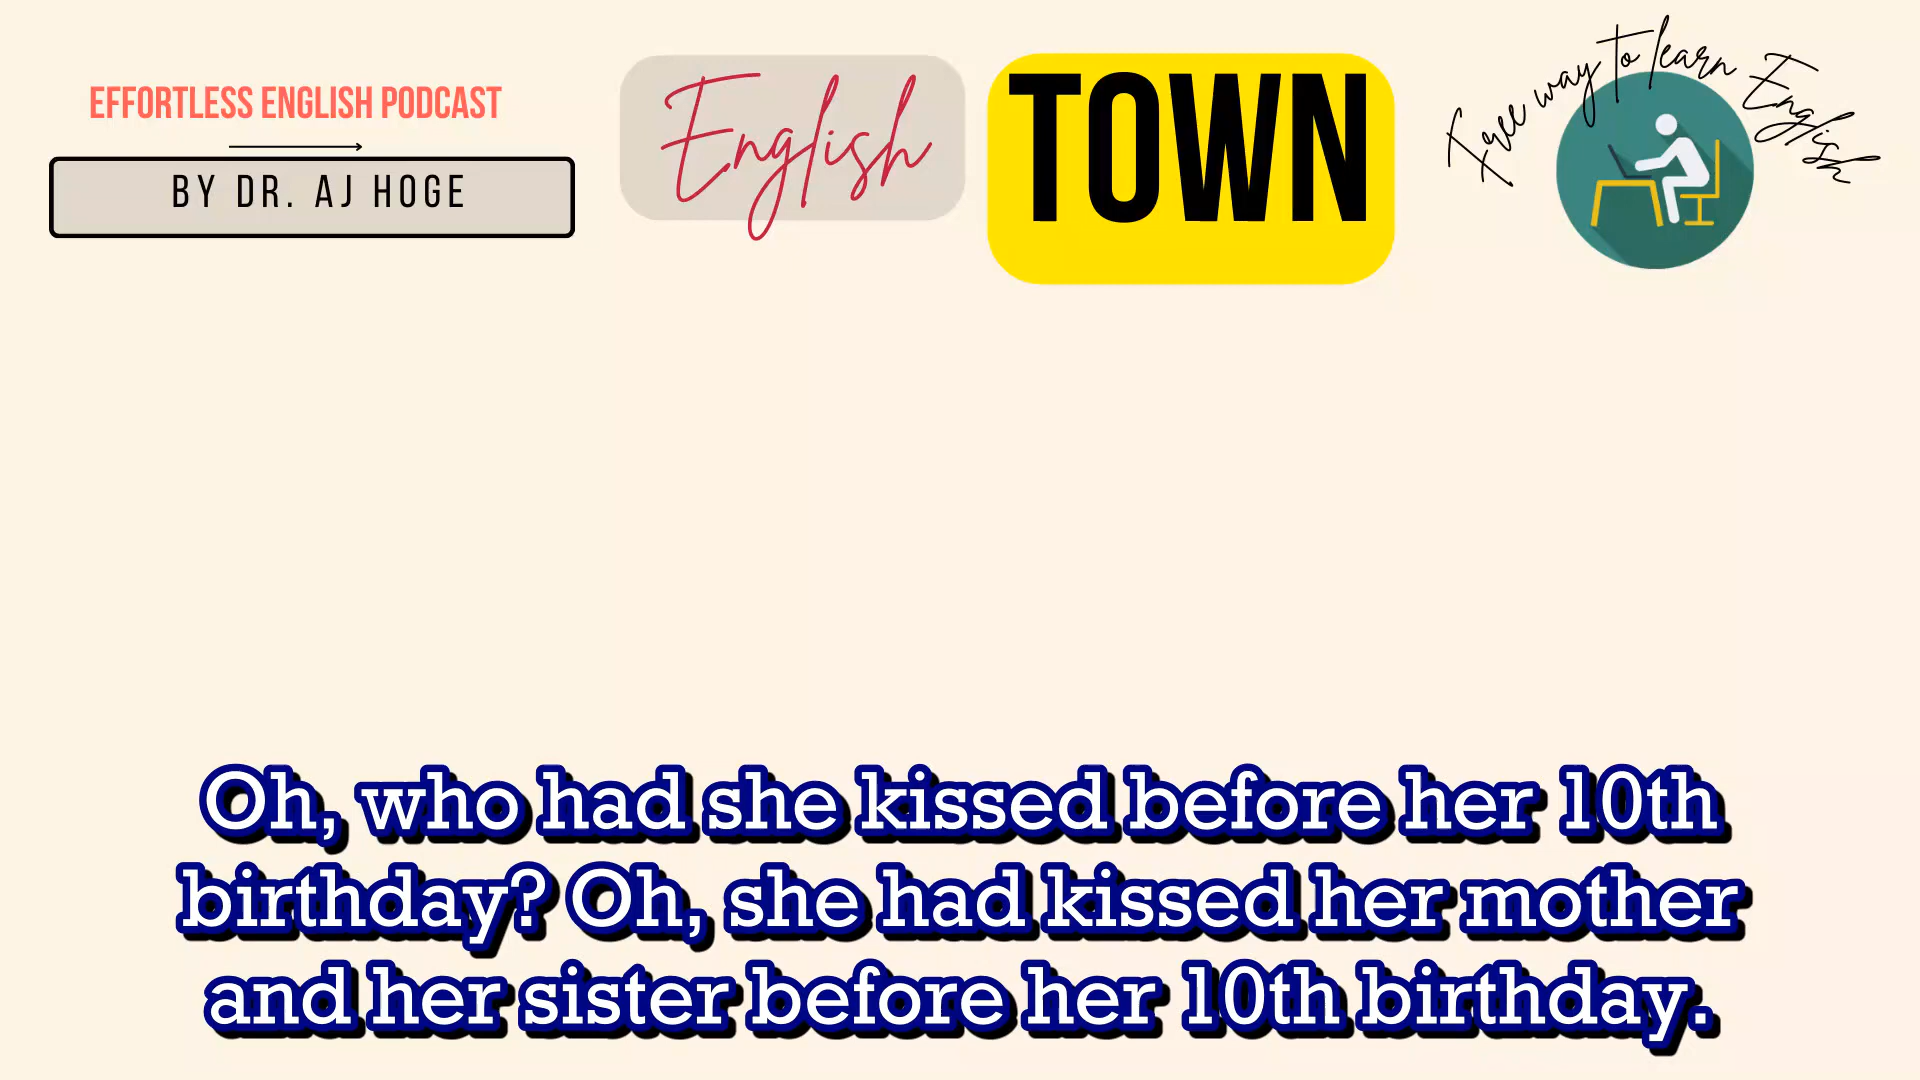 EFFORTLESS ENGLISH PODCAST
BY DR. AJ HOGE
English
TOWN
Free way to learn English
Oh, who had she kissed before her 10th
birthday? Oh, she had kissed her mother
and her sister before her 10th birthday.